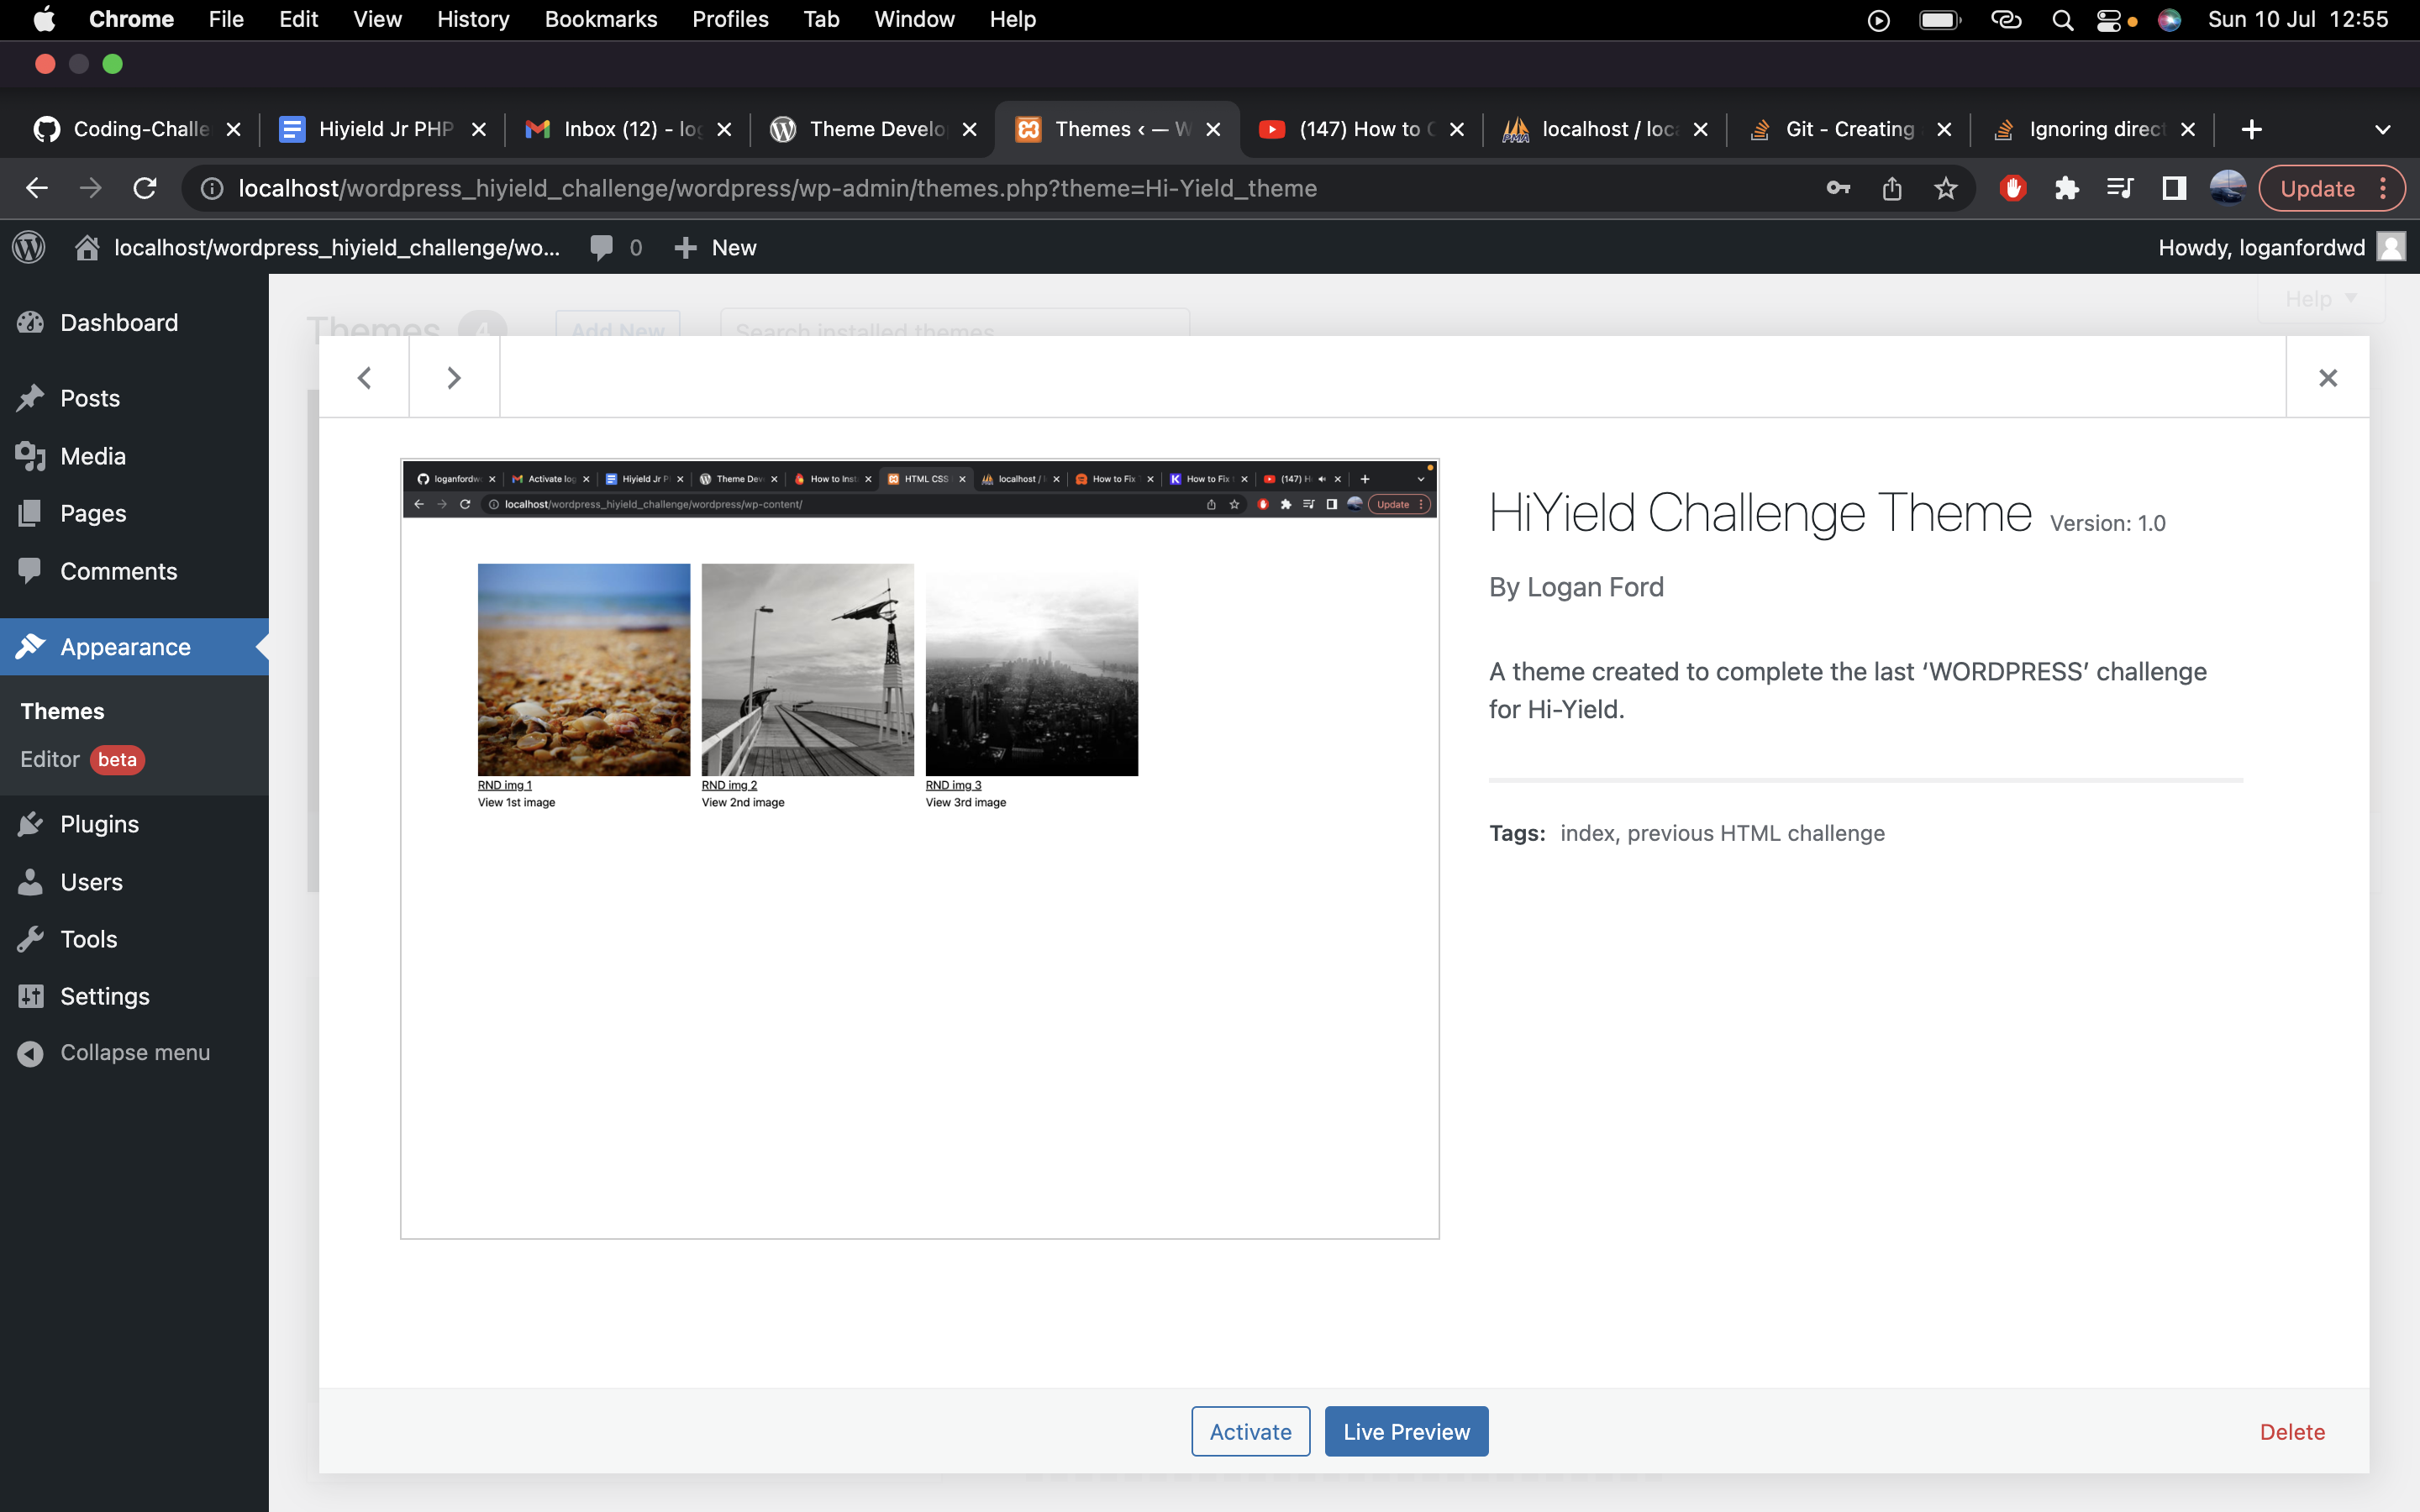 Chrome File Edit View History Bookmarks Profiles Tab Window Help Sun 10 Jul 12:55
Coding-Challe Hiyield Jr PHP Inbox (12) - log Theme Develo Themes ‹ — W (147) How to C localhost / loca Git - Creating Ignoring direct
localhost/wordpress_hiyield_challenge/wordpress/wp-admin/themes.php?theme=Hi-Yield_theme Update
localhost/wordpress_hiyield_challenge/wo... 0 New Howdy, loganfordwd
Help
Themes 4 Add New Search installed themes
Dashboard
Posts
Media
Pages
Comments
Appearance
Themes
Editor beta
Plugins
Users
Tools
Settings
Collapse menu
loganfordw Activate log Hiyield Jr P Theme Dev How to Inst HTML CSS localhost / How to Fix How to Fix (147) H
localhost/wordpress_hiyield_challenge/wordpress/wp-content/ Update
RND img 1 RND img 2 RND img 3
View 1st image View 2nd image View 3rd image
HiYield Challenge Theme Version: 1.0
By Logan Ford
A theme created to complete the last ‘WORDPRESS’ challenge
for Hi-Yield.
Tags: index, previous HTML challenge
Activate Live Preview Delete